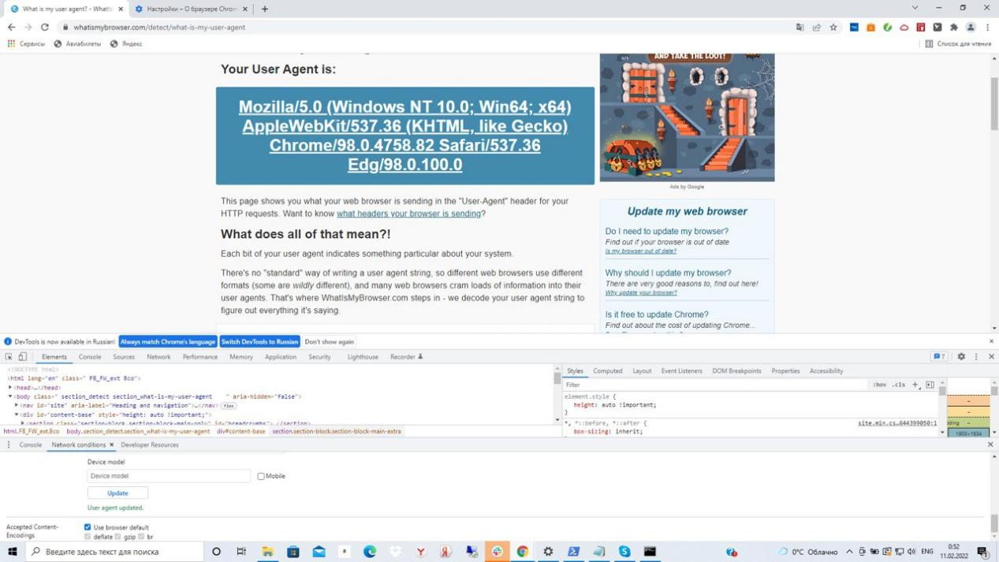 What is my user agent? - WhatIs
Настройки – О браузере Chrom
whatismybrowser.com/detect/what-is-my-user-agent
Сервисы Авиабилеты Яндекс
Список для чтения
Your User Agent is:
Mozilla/5.0 (Windows NT 10.0; Win64; x64)
AppleWebKit/537.36 (KHTML, like Gecko)
Chrome/98.0.4758.82 Safari/537.36
Edg/98.0.100.0
This page shows you what your web browser is sending in the "User-Agent" header for your
HTTP requests. Want to know what headers your browser is sending?
What does all of that mean?!
Each bit of your user agent indicates something particular about your system.
There's no "standard" way of writing a user agent string, so different web browsers use different
formats (some are wildly different), and many web browsers cram loads of information into their
user agents. That's where WhatIsMyBrowser.com steps in - we decode your user agent string to
figure out everything it's saying.
0/5
AND TAKE THE LOOT!
Ads by Google
Update my web browser
Do I need to update my browser?
Find out if your browser is out of date
Is my browser out of date?
Why should I update my browser?
There are very good reasons to, find out here!
Why update your browser?
Is it free to update Chrome?
Find out about the cost of updating Chrome...
DevTools is now available in Russian! Always match Chrome's language Switch DevTools to Russian Don't show again
Elements Console Sources Network Performance Memory Application Security Lighthouse Recorder 7
<!DOCTYPE html>
<html lang="en" class=" FB_FW_ext Bco">
<head>…</head>
<body class=" section_detect section_what-is-my-user-agent " aria-hidden="false">
<nav id="site" aria-label="Heading and navigation">…</nav> flex
<div id="content-base" style="height: auto !important;">
<section class="section-block section-block-main-only" id="breadcrumbs"> </section>
html.FB_FW_ext.Bco body.section_detect.section_what-is-my-user-agent div#content-base section.section-block.section-block-main-extra
Styles Computed Layout Event Listeners DOM Breakpoints Properties Accessibility
Filter :hov .cls +
element.style {
height: auto !important;
}
*, *::before, *::after { site.min.cs…644399050:1
box-sizing: inherit;
dding –
1903×1834
Console Network conditions Developer Resources
Device model
Device model Mobile
Update
User agent updated.
Accepted Content-
Encodings
Use browser default
deflate gzip br
Введите здесь текст для поиска
0°C Облачно ENG
0:52
11.02.2022